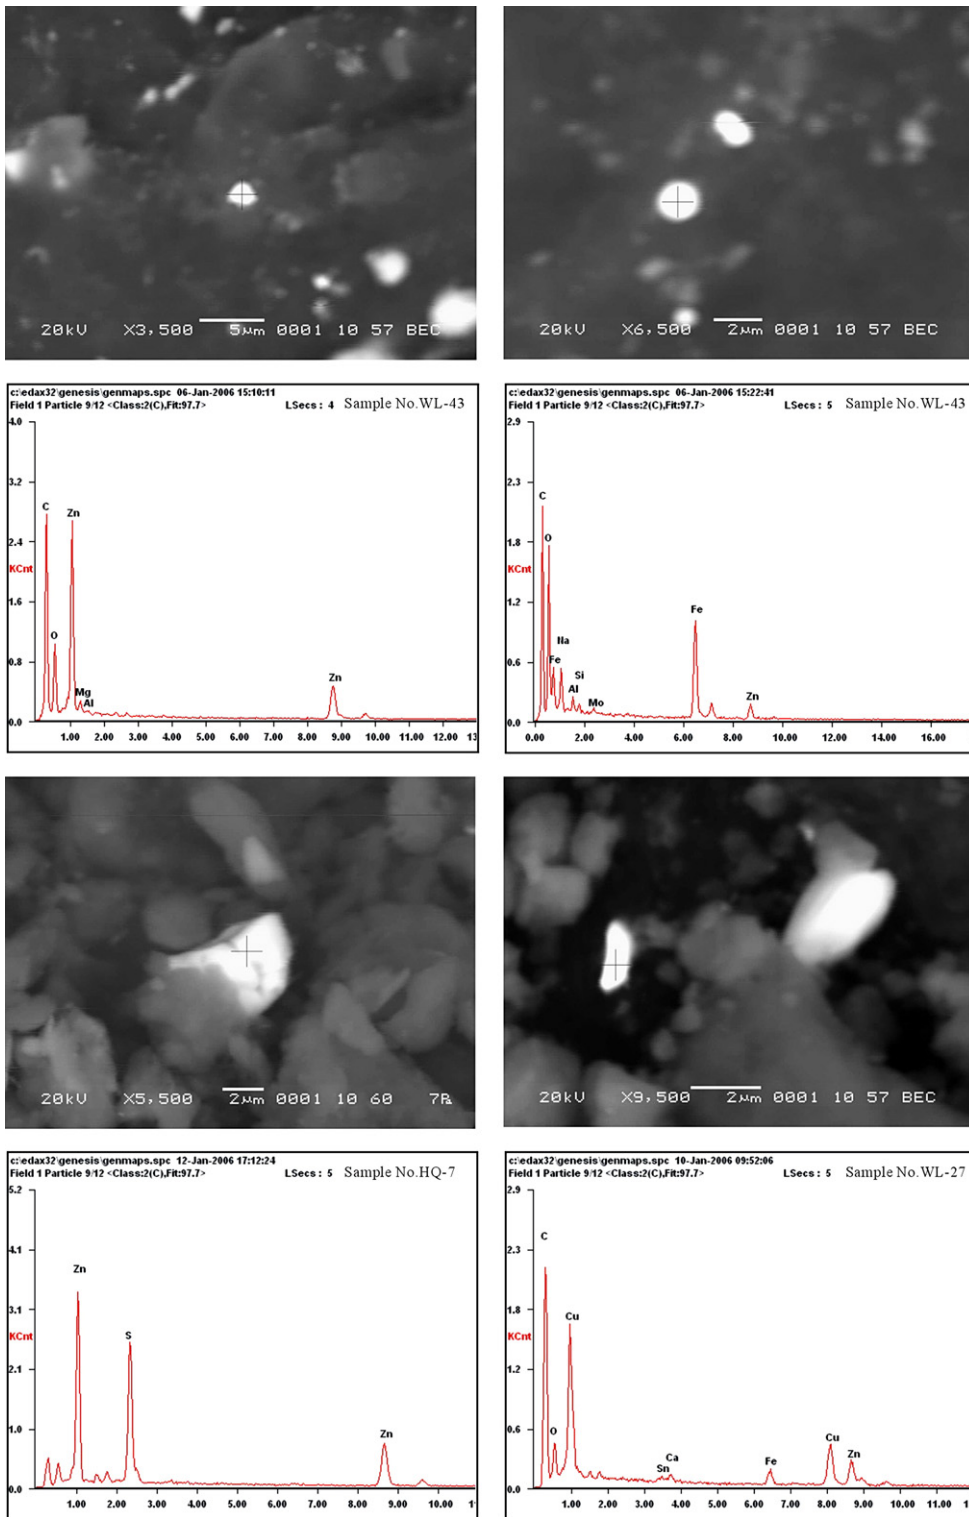 20kV X3,500 5μm 0001 10 57 BEC
20kV X6,500 2μm 0001 10 57 BEC
c:\edax32\genesis\genmaps.spc 06-Jan-2006 15:10:11
Field 1 Particle 9/12 <Class:2(C),Fit:97.7> LSecs : 4 Sample No.WL-43
4.0
3.2
2.4
KCnt
1.6
0.8
0.0
C
Zn
O
Mg
Al
Zn
1.00 2.00 3.00 4.00 5.00 6.00 7.00 8.00 9.00 10.00 11.00 12.00 13
c:\edax32\genesis\genmaps.spc 06-Jan-2006 15:22:41
Field 1 Particle 9/12 <Class:2(C),Fit:97.7> LSecs : 5 Sample No.WL-43
2.9
2.3
1.8
KCnt
1.2
0.6
0.0
C
O
Na
Fe
Si
Al
Mo
Fe
Zn
0.00 2.00 4.00 6.00 8.00 10.00 12.00 14.00 16.00
20kV X5,500 2μm 0001 10 60
20kV X9,500 2μm 0001 10 57 BEC
c:\edax32\genesis\genmaps.spc 12-Jan-2006 17:12:24
Field 1 Particle 9/12 <Class:2(C),Fit:97.7> LSecs : 5 Sample No.HQ-7
5.2
4.1
3.1
KCnt
2.1
1.0
0.0
Zn
S
Zn
1.00 2.00 3.00 4.00 5.00 6.00 7.00 8.00 9.00 10.00 1
c:\edax32\genesis\genmaps.spc 10-Jan-2006 09:52:06
Field 1 Particle 9/12 <Class:2(C),Fit:97.7> LSecs : 5 Sample No.WL-27
2.9
2.3
1.8
KCnt
1.2
0.6
0.0
C
Cu
O
Ca
Sn
Fe
Cu
Zn
1.00 2.00 3.00 4.00 5.00 6.00 7.00 8.00 9.00 10.00 11.00